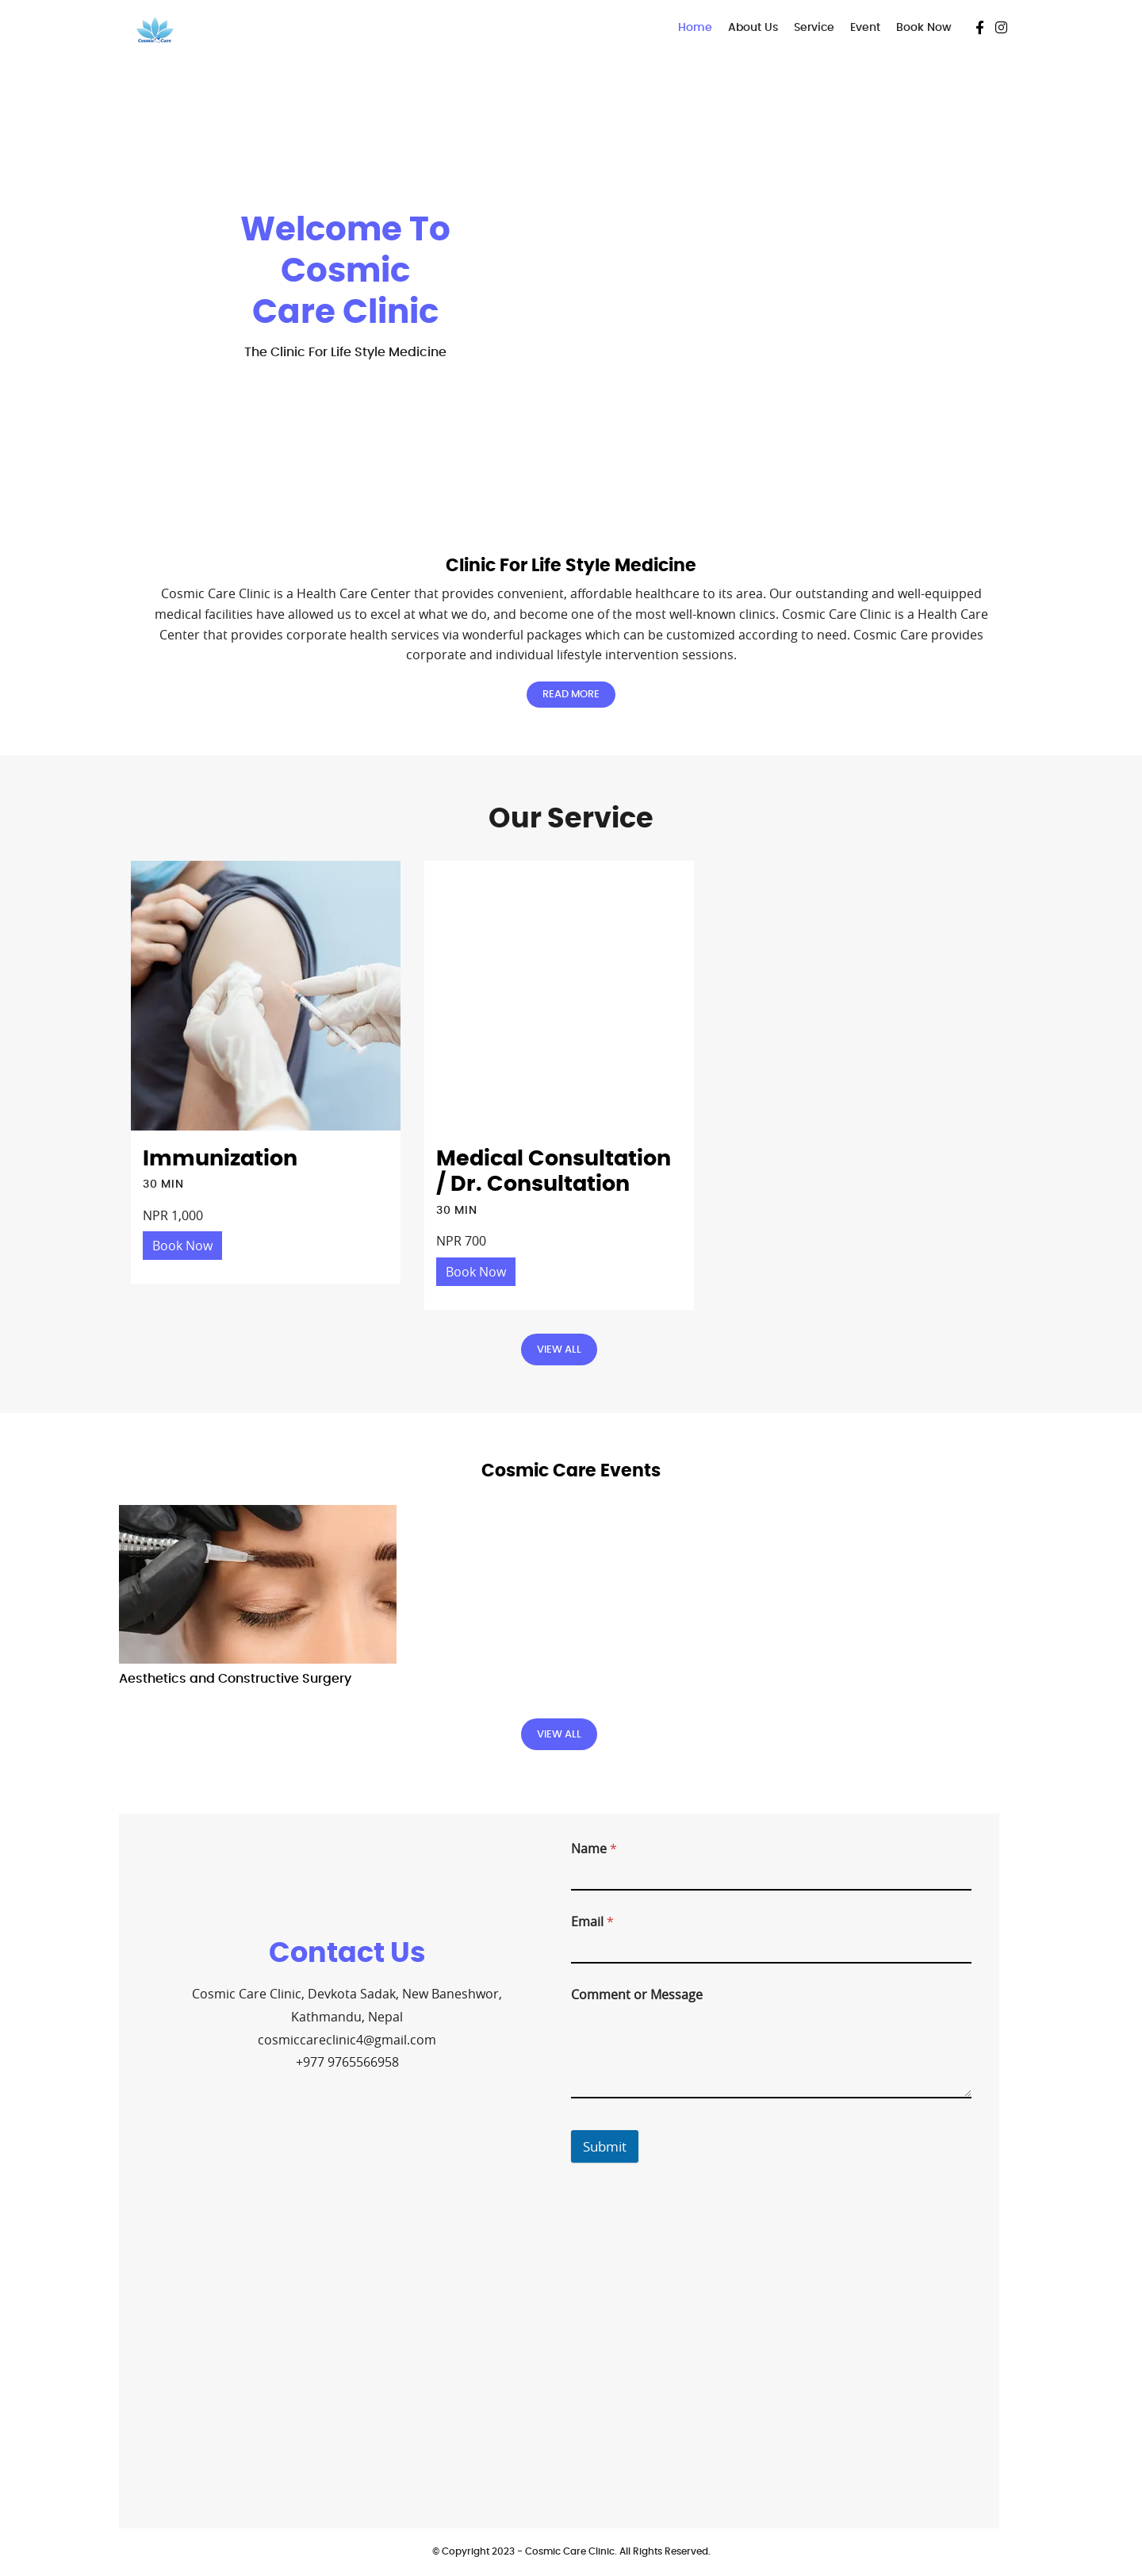 Cosmic Care
Home About Us Service Event Book Now
Welcome To
Cosmic
Care Clinic
The Clinic For Life Style Medicine
Clinic For Life Style Medicine
Cosmic Care Clinic is a Health Care Center that provides convenient, affordable healthcare to its area. Our outstanding and well-equipped
medical facilities have allowed us to excel at what we do, and become one of the most well-known clinics. Cosmic Care Clinic is a Health Care
Center that provides corporate health services via wonderful packages which can be customized according to need. Cosmic Care provides
corporate and individual lifestyle intervention sessions.
READ MORE
Our Service
Immunization
30 MIN
NPR 1,000
Book Now
Medical Consultation
/ Dr. Consultation
30 MIN
NPR 700
Book Now
VIEW ALL
Cosmic Care Events
Aesthetics and Constructive Surgery
VIEW ALL
Contact Us
Cosmic Care Clinic, Devkota Sadak, New Baneshwor,
Kathmandu, Nepal
cosmiccareclinic4@gmail.com
+977 9765566958
Name *
Email *
Comment or Message
Submit
© Copyright 2023 - Cosmic Care Clinic. All Rights Reserved.